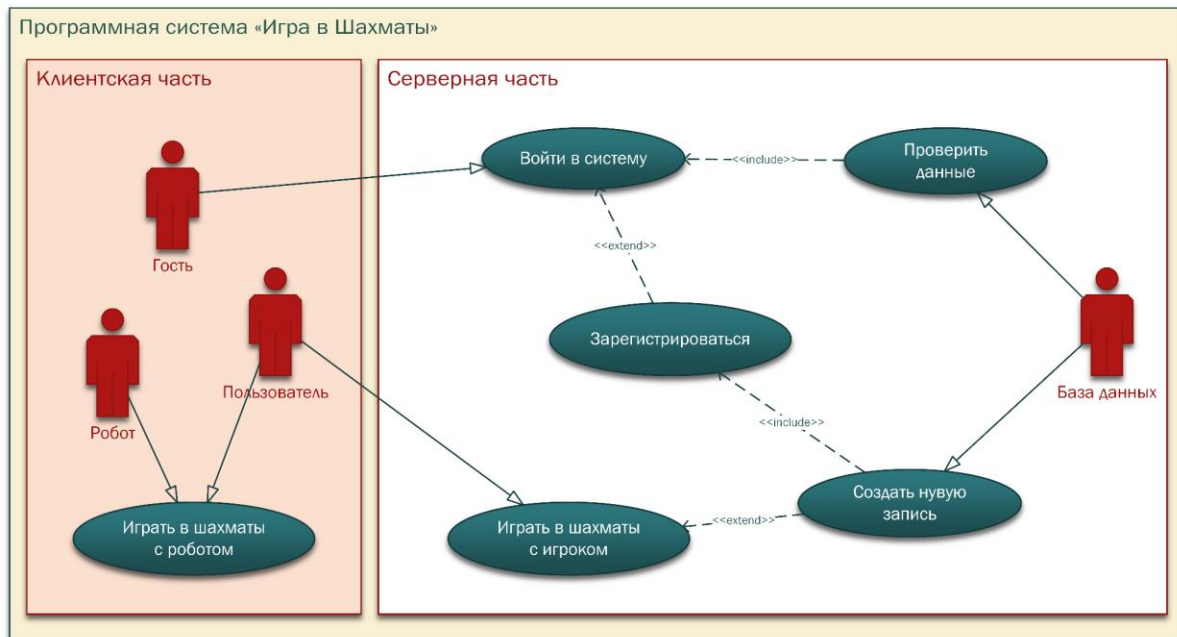 Программная система «Игра в Шахматы»
Клиентская часть
Серверная часть
Войти в систему
<<include>>
Проверить
данные
Гость
<<extend>>
Зарегистрироваться
Пользователь
Робот
База данных
<<include>>
Играть в шахматы
с роботом
Играть в шахматы
с игроком
<<extend>>
Создать нувую
запись